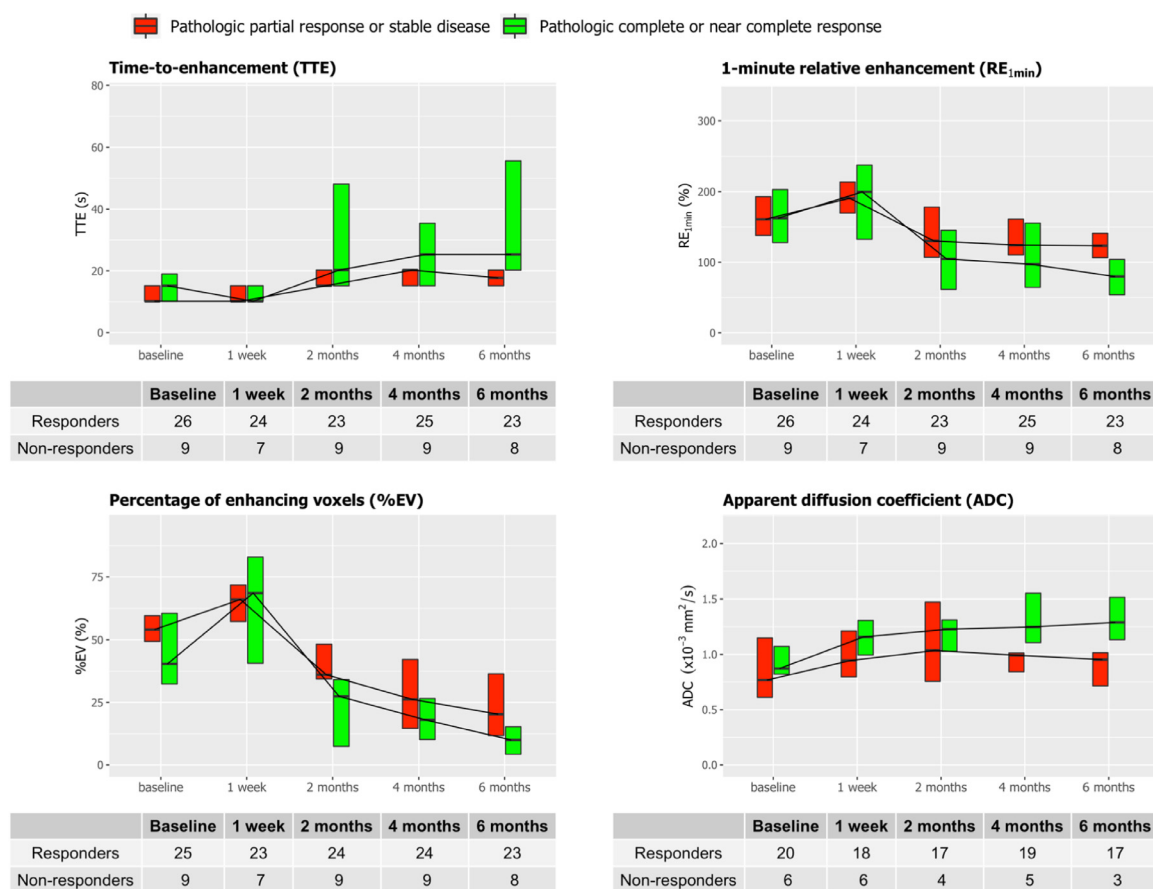 Pathologic partial response or stable disease Pathologic complete or near complete response
Time-to-enhancement (TTE)
80
60
40
20
0
TTE (s)
baseline 1 week 2 months 4 months 6 months
Baseline 1 week 2 months 4 months 6 months
Responders 26 24 23 25 23
Non-responders 9 7 9 9 8
1-minute relative enhancement (RE1min)
300
200
100
0
RE1min (%)
baseline 1 week 2 months 4 months 6 months
Baseline 1 week 2 months 4 months 6 months
Responders 26 24 23 25 23
Non-responders 9 7 9 9 8
Percentage of enhancing voxels (%EV)
75
50
25
0
%EV (%)
baseline 1 week 2 months 4 months 6 months
Baseline 1 week 2 months 4 months 6 months
Responders 25 23 24 24 23
Non-responders 9 7 9 9 8
Apparent diffusion coefficient (ADC)
2.0
1.5
1.0
0.5
0.0
ADC (x10⁻³ mm²/s)
baseline 1 week 2 months 4 months 6 months
Baseline 1 week 2 months 4 months 6 months
Responders 20 18 17 19 17
Non-responders 6 6 4 5 3